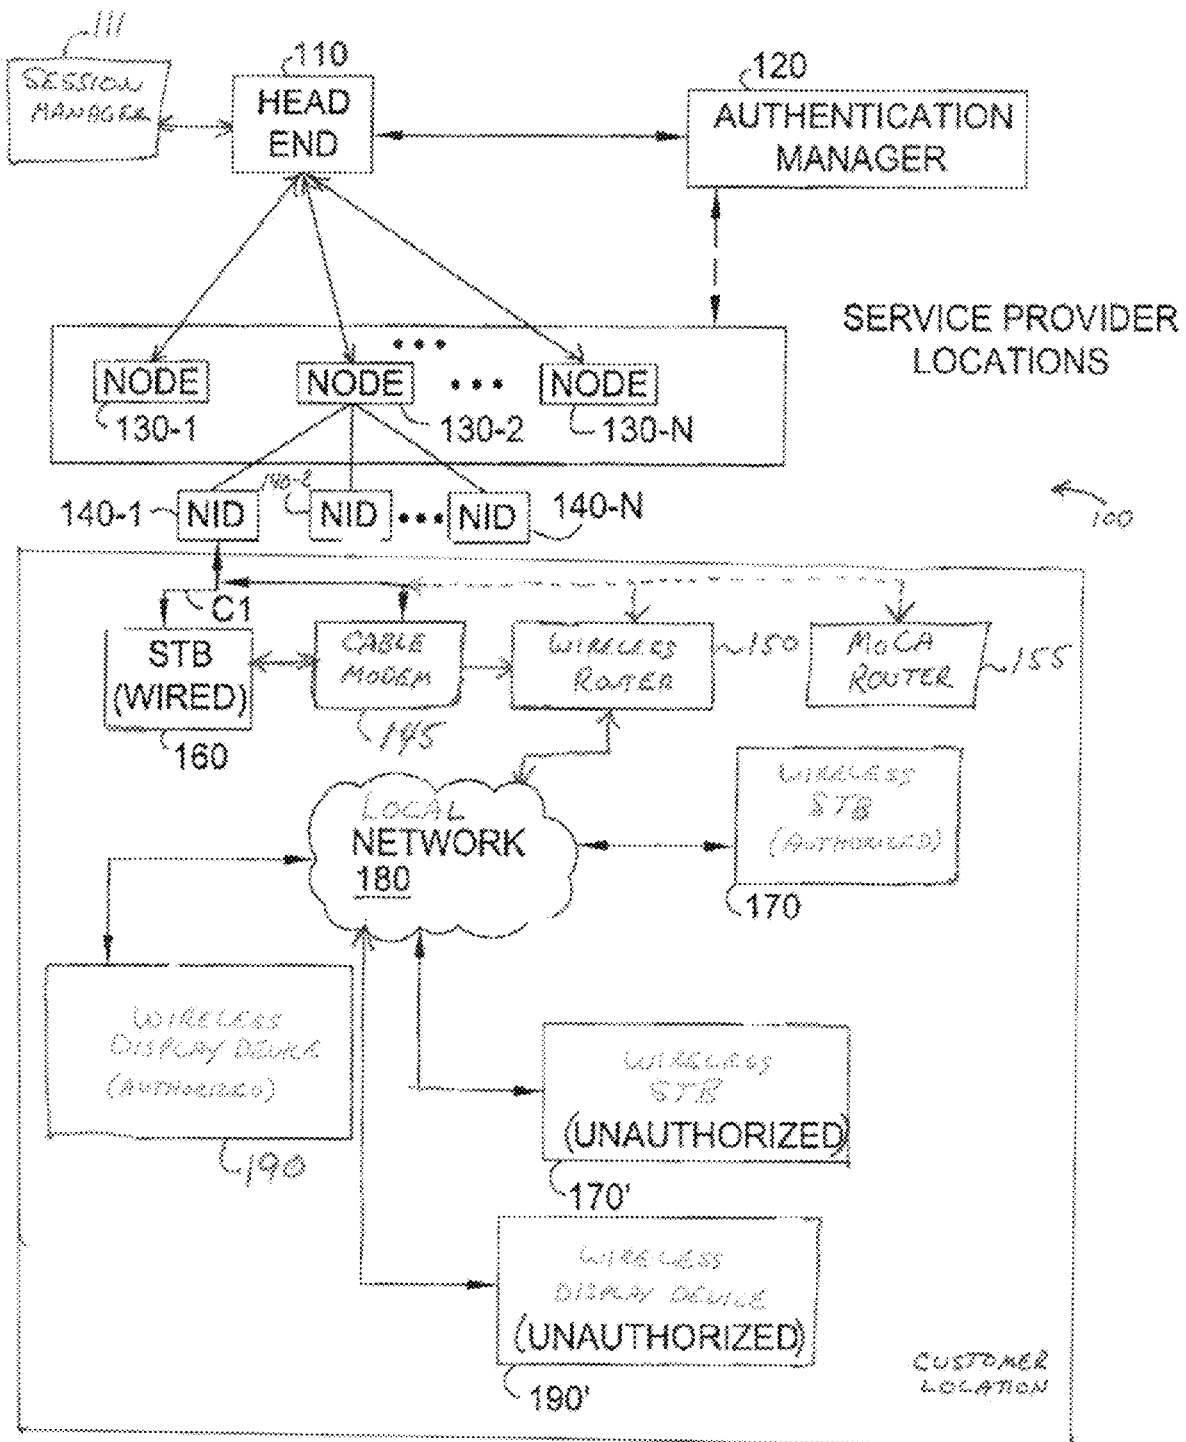 111
SESSION
MANAGER
110
HEAD
END
120
AUTHENTICATION
MANAGER
SERVICE PROVIDER
LOCATIONS
NODE
130-1
NODE
130-2
NODE
130-N
140-1
NID
140-2
NID
NID
140-N
100
C1
STB
(WIRED)
160
CABLE
MODEM
145
WIRELESS
ROUTER
150
MOCA
ROUTER
155
LOCAL
NETWORK
180
WIRELESS
STB
(AUTHORIZED)
170
WIRELESS
DISPLAY DEVICE
(AUTHORIZED)
190
WIRELESS
STB
(UNAUTHORIZED)
170'
WIRELESS
DISPLAY DEVICE
(UNAUTHORIZED)
190'
CUSTOMER
LOCATION